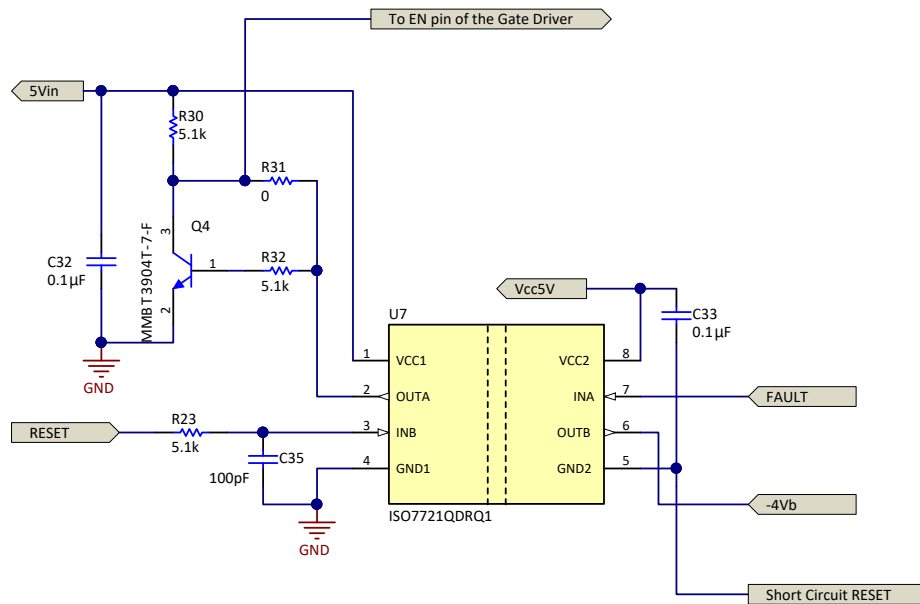 To EN pin of the Gate Driver
5Vin
R30
5.1k
R31
0
Q4
3
1
2
MMBT3904T-7-F
R32
5.1k
C32
0.1µF
GND
Vcc5V
C33
0.1µF
U7
1
VCC1
VCC2
8
2
OUTA
INA
7
FAULT
RESET
R23
5.1k
3
INB
OUTB
6
C35
100pF
4
GND1
GND2
5
-4Vb
ISO7721QDRQ1
GND
Short Circuit RESET